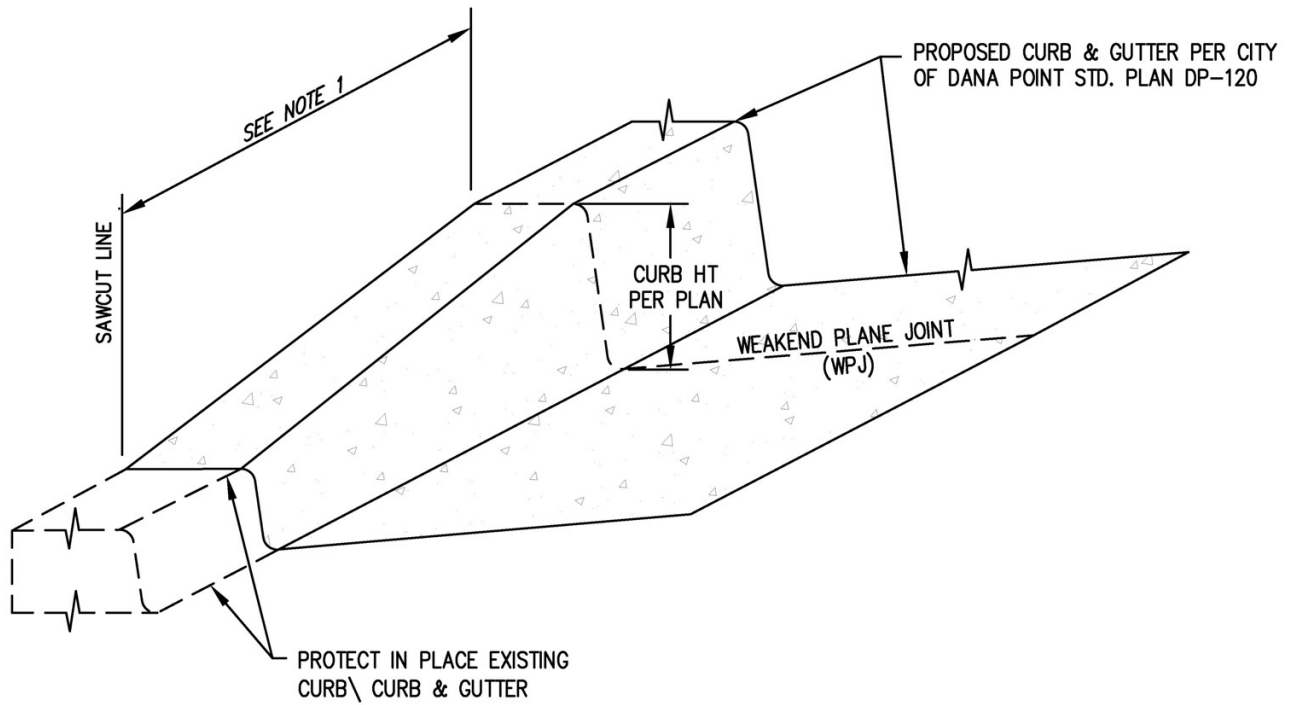 PROPOSED CURB & GUTTER PER CITY
OF DANA POINT STD. PLAN DP-120
SEE NOTE 1
SAWCUT LINE
CURB HT
PER PLAN
WEAKEND PLANE JOINT
(WPJ)
PROTECT IN PLACE EXISTING
CURB\ CURB & GUTTER